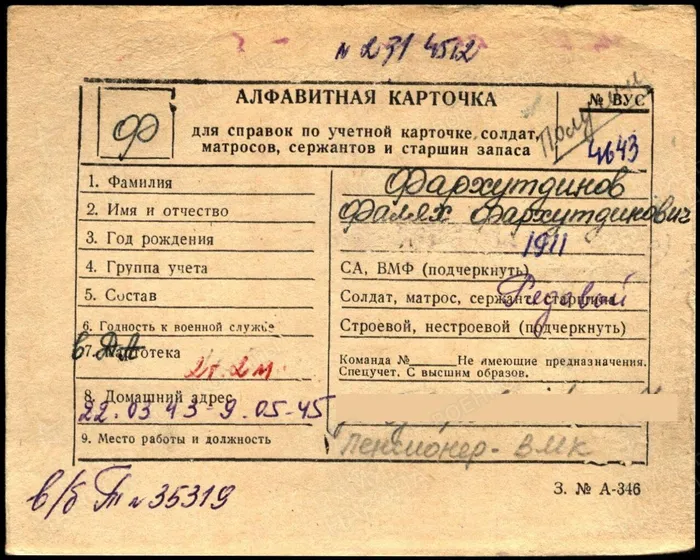 № 231 4512
АЛФАВИТНАЯ КАРТОЧКА
№ ВУС
Ф
для справок по учетной карточке солдат,
матросов, сержантов и старшин запаса
4643
1. Фамилия Фархутдинов
2. Имя и отчество Фалях Фархутдинович
3. Год рождения 1911
4. Группа учета СА, ВМФ (подчеркнуть)
5. Состав Солдат, матрос, сержант, старшина Рядовой
6. Годность к военной службе Строевой, нестроевой (подчеркнуть)
7. Картотека Команда № Не имеющие предназначения.
в РА Спецучет. С высшим образов.
2г. 2м.
8. Домашний адрес
22.03 43-9.05-45
9. Место работы и должность Пенсионер - ВМК
в/б Т № 35319
З. № А-346